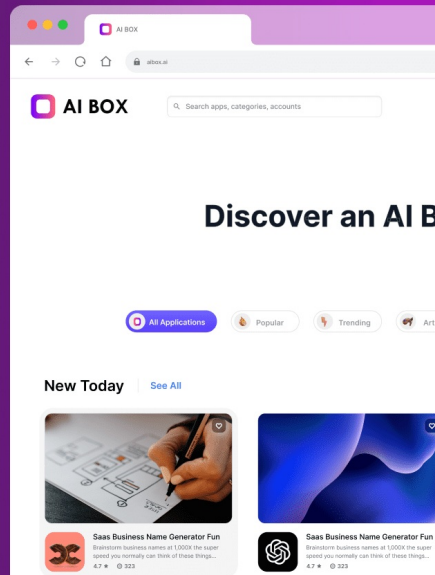 AI BOX
aibox.ai
AI BOX
Search apps, categories, accounts
Discover an AI B
All Applications
Popular
Trending
Art
New Today
See All
Saas Business Name Generator Fun
Brainstorm business names at 1,000X the super
speed you normally can think of these things...
4.7 ★ 323
Saas Business Name Generator Fun
Brainstorm business names at 1,000X the super
speed you normally can think of these things...
4.7 ★ 323